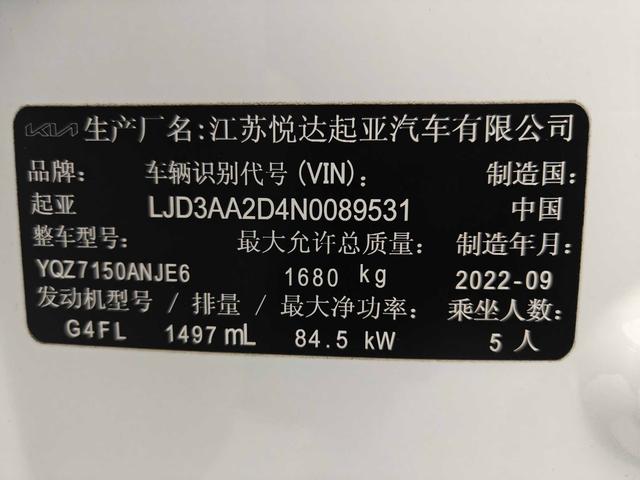 KIA 生产厂名:江苏悦达起亚汽车有限公司
品牌: 车辆识别代号(VIN): 制造国:
起亚 LJD3AA2D4N0089531 中国
整车型号: 最大允许总质量: 制造年月:
YQZ7150ANJE6 1680 kg 2022-09
发动机型号/排量/最大净功率: 乘坐人数:
G4FL 1497 mL 84.5 kW 5 人